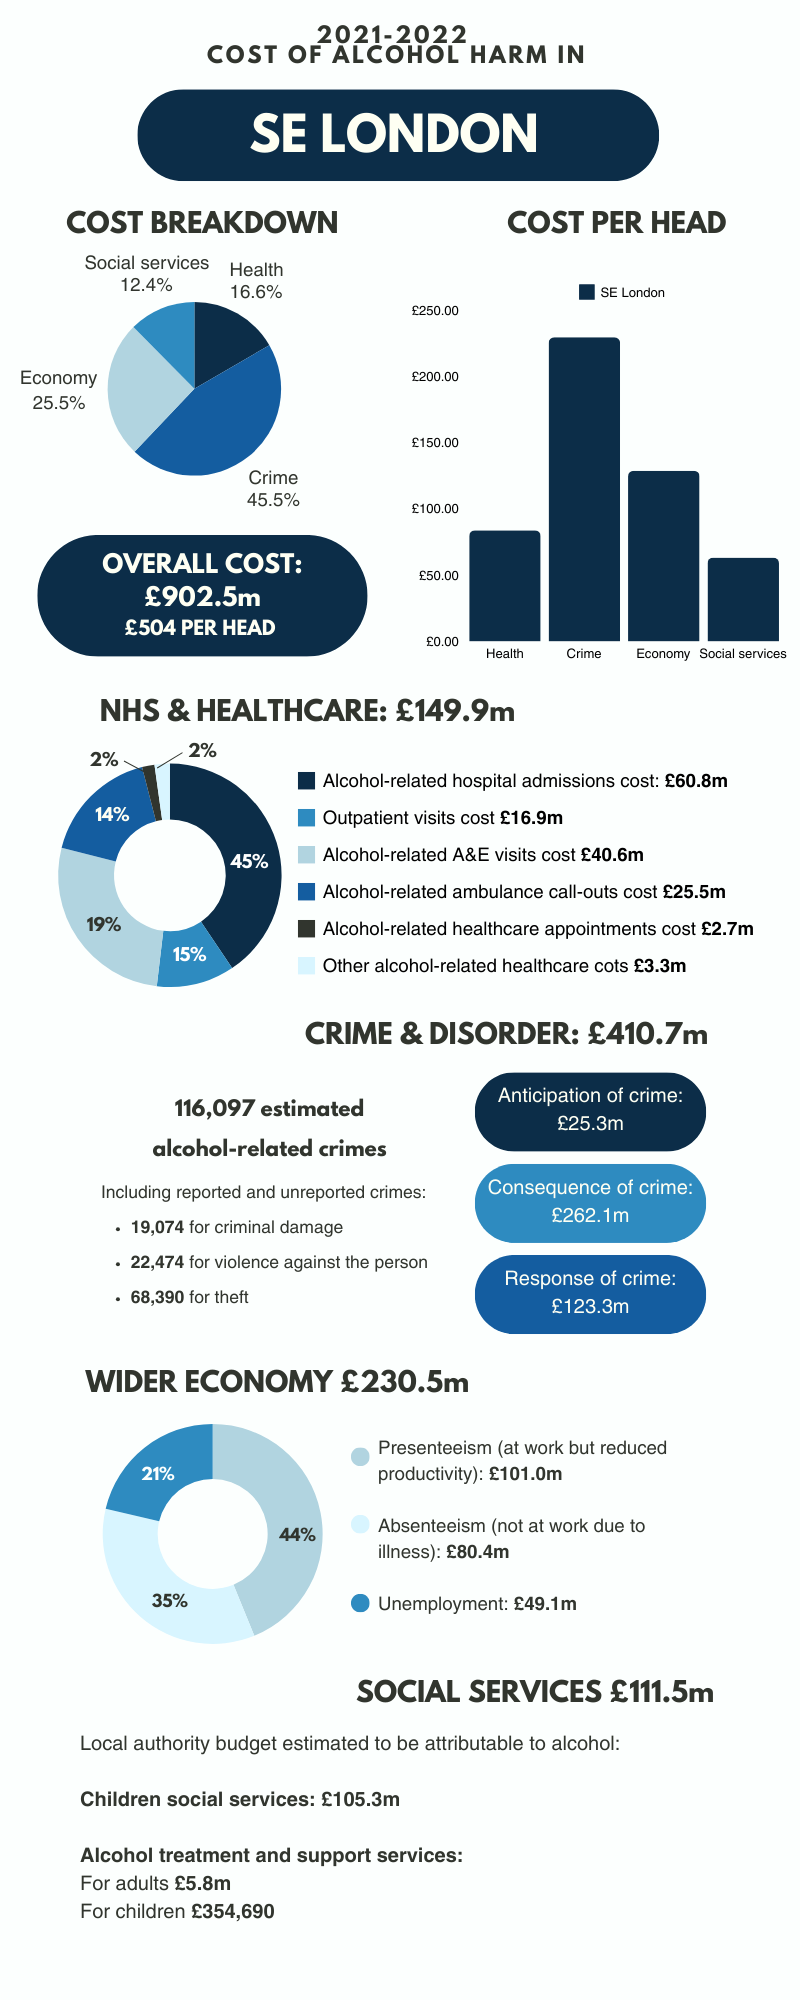 2021-2022
COST OF ALCOHOL HARM IN
SE LONDON
COST BREAKDOWN
Social services
12.4%
Health
16.6%
Economy
25.5%
Crime
45.5%
OVERALL COST:
£902.5m
£504 PER HEAD
COST PER HEAD
SE London
£250.00
£200.00
£150.00
£100.00
£50.00
£0.00
Health
Crime
Economy
Social services
NHS & HEALTHCARE: £149.9m
2%
2%
14%
45%
19%
15%
Alcohol-related hospital admissions cost: £60.8m
Outpatient visits cost £16.9m
Alcohol-related A&E visits cost £40.6m
Alcohol-related ambulance call-outs cost £25.5m
Alcohol-related healthcare appointments cost £2.7m
Other alcohol-related healthcare cots £3.3m
CRIME & DISORDER: £410.7m
116,097 estimated
alcohol-related crimes
Including reported and unreported crimes:
• 19,074 for criminal damage
• 22,474 for violence against the person
• 68,390 for theft
Anticipation of crime:
£25.3m
Consequence of crime:
£262.1m
Response of crime:
£123.3m
WIDER ECONOMY £230.5m
21%
44%
35%
Presenteeism (at work but reduced
productivity): £101.0m
Absenteeism (not at work due to
illness): £80.4m
Unemployment: £49.1m
SOCIAL SERVICES £111.5m
Local authority budget estimated to be attributable to alcohol:
Children social services: £105.3m
Alcohol treatment and support services:
For adults £5.8m
For children £354,690